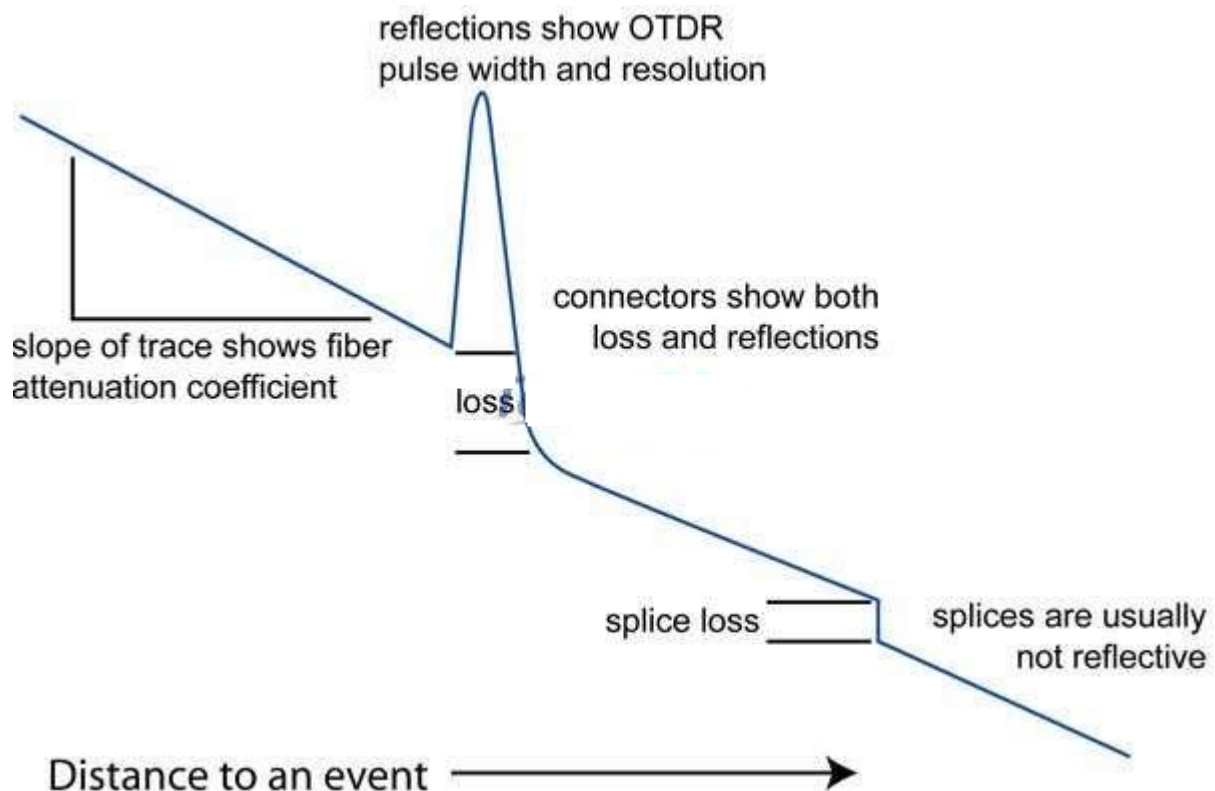 reflections show OTDR
pulse width and resolution
connectors show both
loss and reflections
slope of trace shows fiber
attenuation coefficient
loss
splice loss
splices are usually
not reflective
Distance to an event